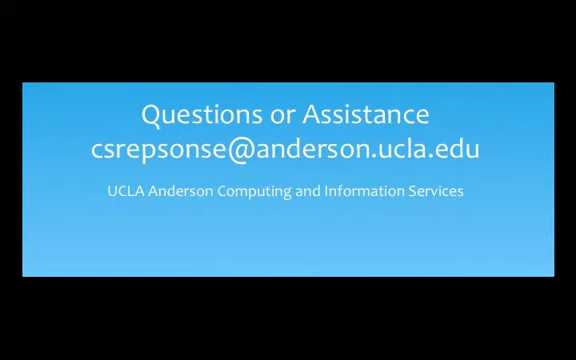 Questions or Assistance
csrepsonse@anderson.ucla.edu
UCLA Anderson Computing and Information Services